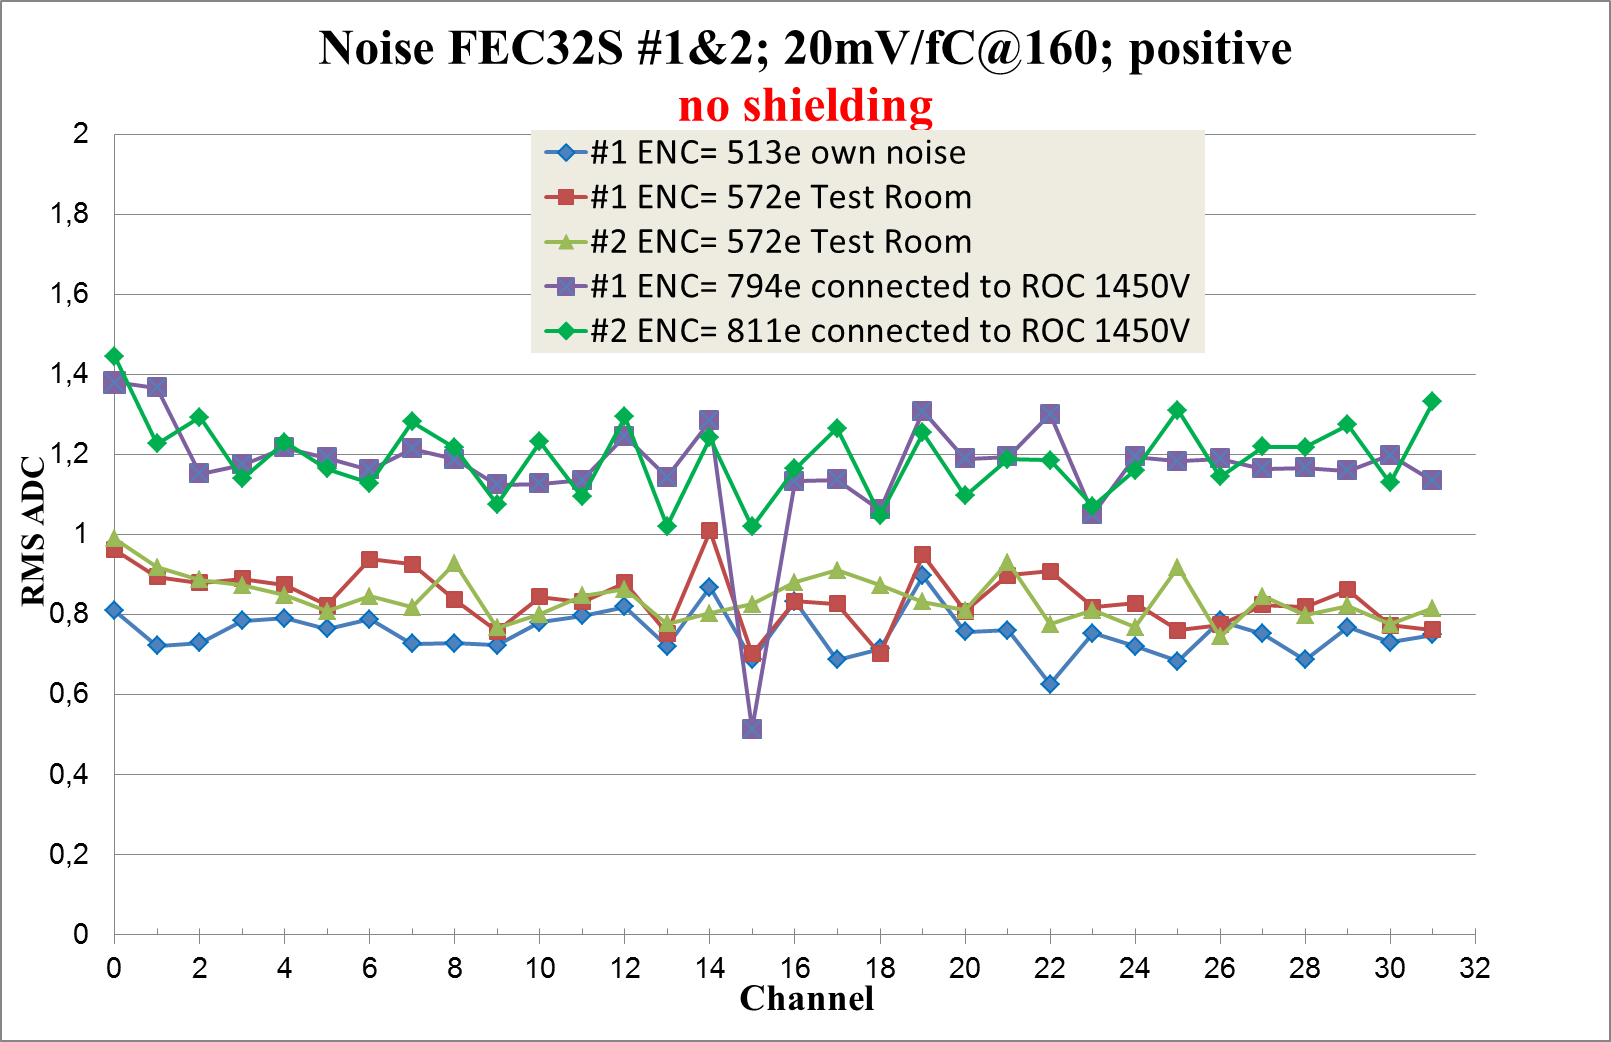 Noise FEC32S #1&2; 20mV/fC@160; positive
no shielding
#1 ENC= 513e own noise
#1 ENC= 572e Test Room
#2 ENC= 572e Test Room
#1 ENC= 794e connected to ROC 1450V
#2 ENC= 811e connected to ROC 1450V
RMS ADC
2
1,8
1,6
1,4
1,2
1
0,8
0,6
0,4
0,2
0
0 2 4 6 8 10 12 14 16 18 20 22 24 26 28 30 32
Channel